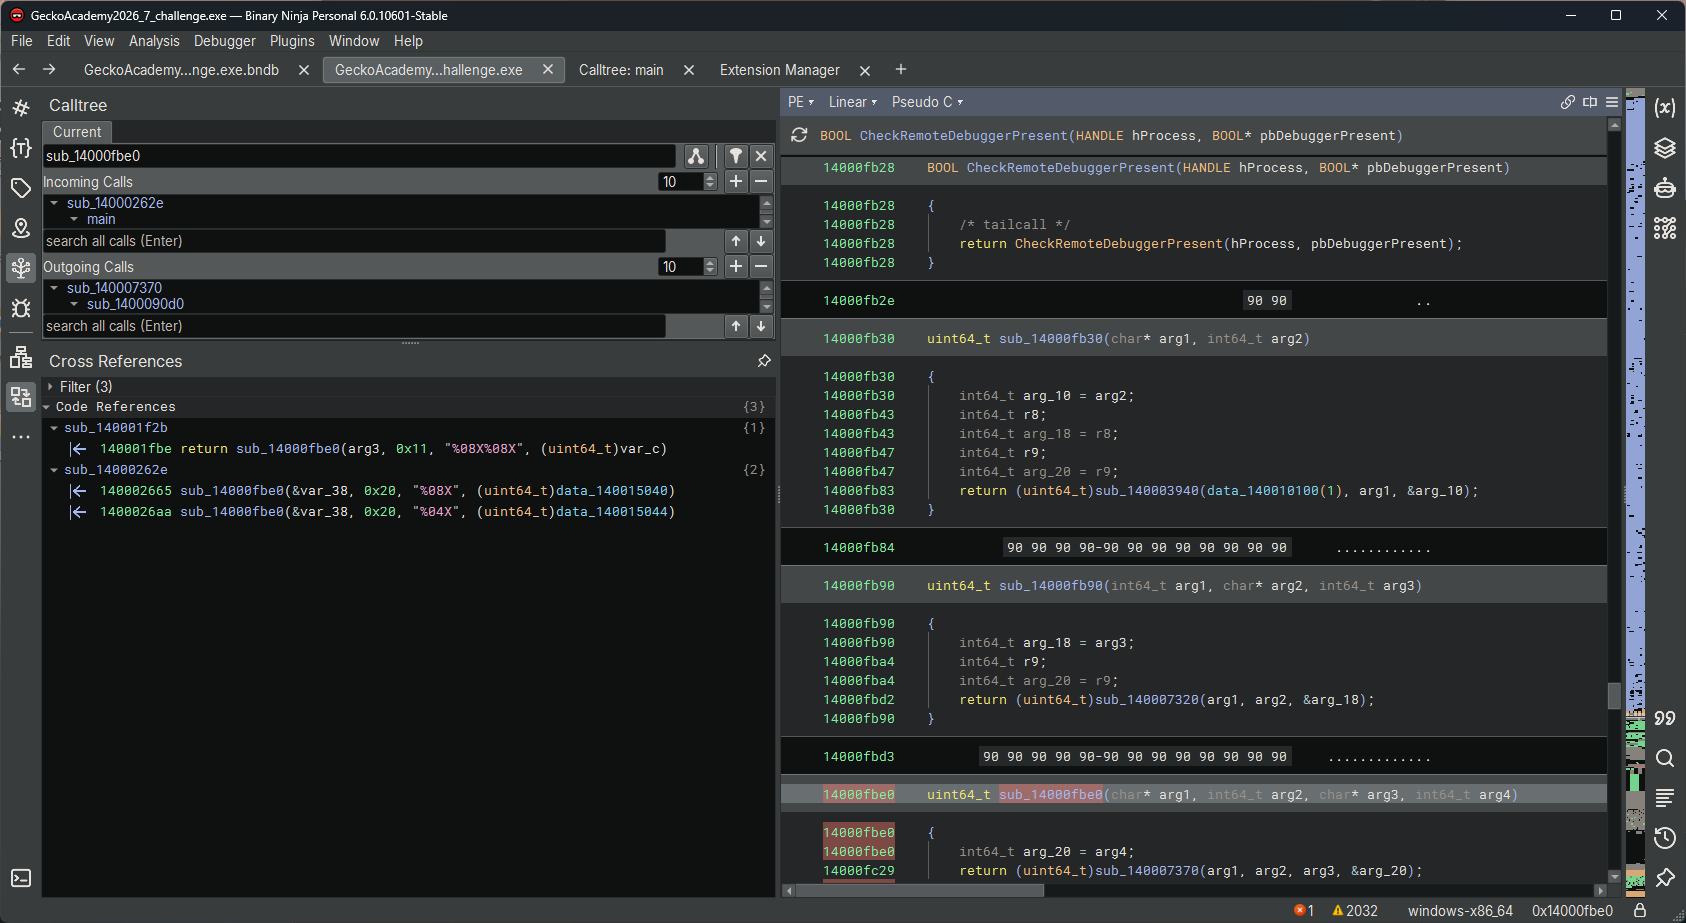 GeckoAcademy2026_7_challenge.exe — Binary Ninja Personal 6.0.10601-Stable
File Edit View Analysis Debugger Plugins Window Help
GeckoAcademy...nge.exe.bndb GeckoAcademy...hallenge.exe Calltree: main Extension Manager
Calltree
Current
sub_14000fbe0
Incoming Calls 10
sub_14000262e
main
search all calls (Enter)
Outgoing Calls 10
sub_140007370
sub_1400090d0
search all calls (Enter)
Cross References
Filter (3)
Code References {3}
sub_140001f2b {1}
140001fbe return sub_14000fbe0(arg3, 0x11, "%08X%08X", (uint64_t)var_c)
sub_14000262e {2}
140002665 sub_14000fbe0(&var_38, 0x20, "%08X", (uint64_t)data_140015040)
1400026aa sub_14000fbe0(&var_38, 0x20, "%04X", (uint64_t)data_140015044)
PE Linear Pseudo C
BOOL CheckRemoteDebuggerPresent(HANDLE hProcess, BOOL* pbDebuggerPresent)
14000fb28 BOOL CheckRemoteDebuggerPresent(HANDLE hProcess, BOOL* pbDebuggerPresent)
14000fb28 {
14000fb28 /* tailcall */
14000fb28 return CheckRemoteDebuggerPresent(hProcess, pbDebuggerPresent);
14000fb28 }
14000fb2e 90 90 ..
14000fb30 uint64_t sub_14000fb30(char* arg1, int64_t arg2)
14000fb30 {
14000fb30 int64_t arg_10 = arg2;
14000fb43 int64_t r8;
14000fb43 int64_t arg_18 = r8;
14000fb47 int64_t r9;
14000fb47 int64_t arg_20 = r9;
14000fb83 return (uint64_t)sub_140003940(data_140010100(1), arg1, &arg_10);
14000fb30 }
14000fb84 90 90 90 90-90 90 90 90 90 90 90 90 ............
14000fb90 uint64_t sub_14000fb90(int64_t arg1, char* arg2, int64_t arg3)
14000fb90 {
14000fb90 int64_t arg_18 = arg3;
14000fba4 int64_t r9;
14000fba4 int64_t arg_20 = r9;
14000fbd2 return (uint64_t)sub_140007320(arg1, arg2, &arg_18);
14000fb90 }
14000fbd3 90 90 90 90-90 90 90 90 90 90 90 90 90 .............
14000fbe0 uint64_t sub_14000fbe0(char* arg1, int64_t arg2, char* arg3, int64_t arg4)
14000fbe0 {
14000fbe0 int64_t arg_20 = arg4;
14000fc29 return (uint64_t)sub_140007370(arg1, arg2, arg3, &arg_20);
1 2032 windows-x86_64 0x14000fbe0